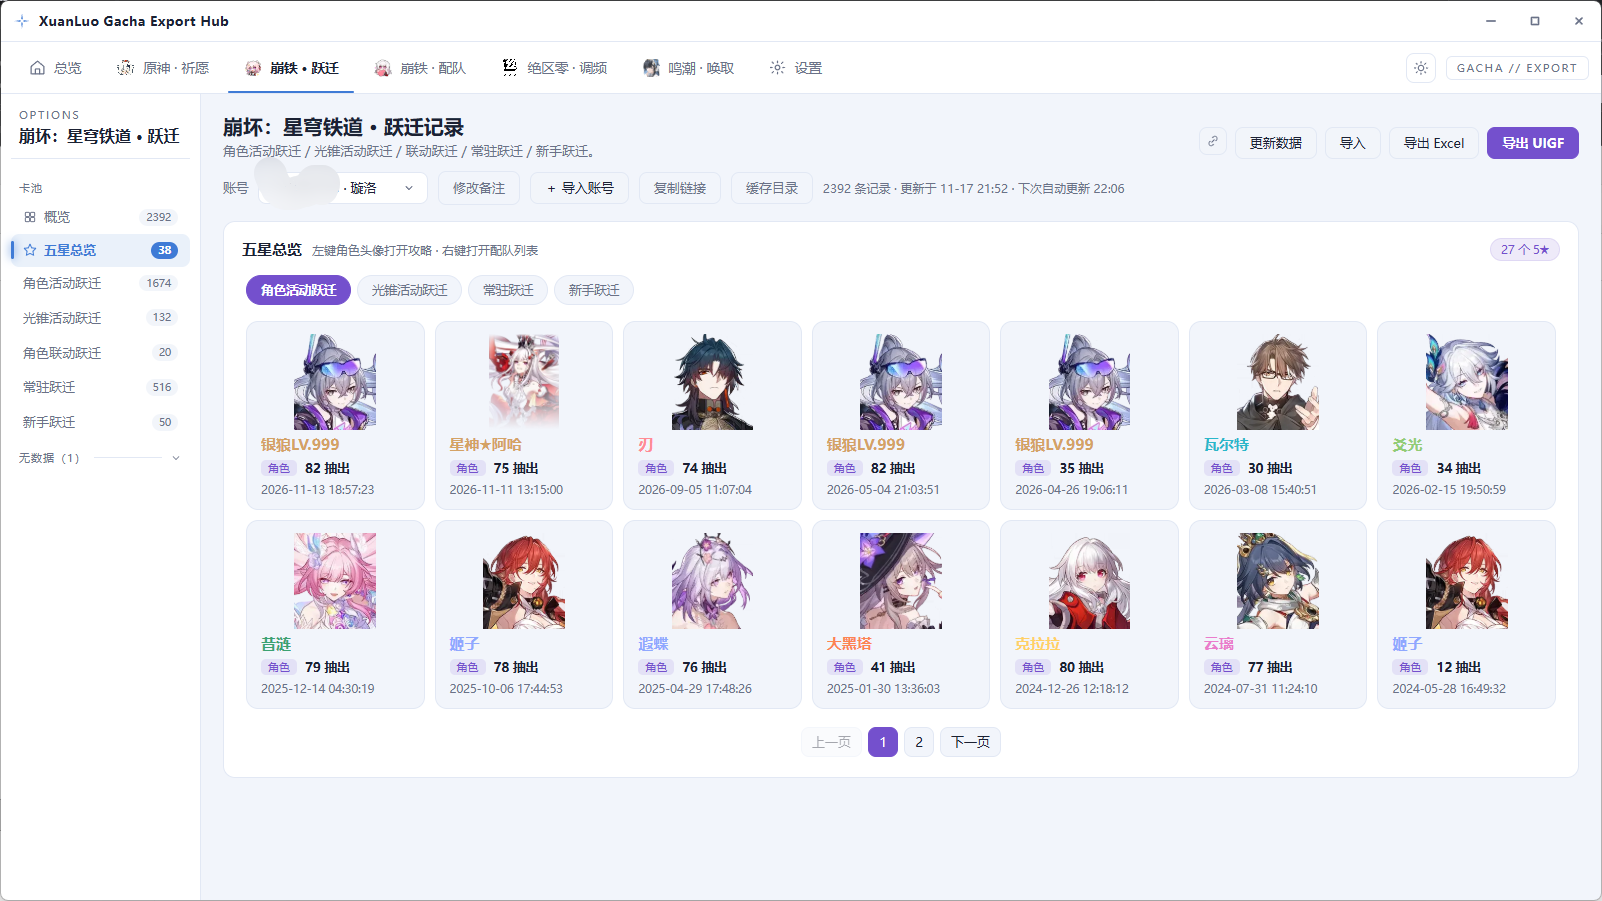 XuanLuo Gacha Export Hub
总览
原神 · 祈愿
崩铁 • 跃迁
崩铁 · 配队
绝区零 · 调频
鸣潮 · 唤取
设置
GACHA // EXPORT
OPTIONS
崩坏：星穹铁道 • 跃迁
卡池
概览 2392
五星总览 38
角色活动跃迁 1674
光锥活动跃迁 132
角色联动跃迁 20
常驻跃迁 516
新手跃迁 50
无数据（1）
崩坏：星穹铁道 • 跃迁记录
角色活动跃迁 / 光锥活动跃迁 / 联动跃迁 / 常驻跃迁 / 新手跃迁。
更新数据
导入
导出 Excel
导出 UIGF
账号
· 璇洛
修改备注
+ 导入账号
复制链接
缓存目录
2392 条记录 · 更新于 11-17 21:52 · 下次自动更新 22:06
五星总览 左键角色头像打开攻略 · 右键打开配队列表
27 个 5★
角色活动跃迁
光锥活动跃迁
常驻跃迁
新手跃迁
银狼LV.999
角色 82 抽出
2026-11-13 18:57:23
星神★阿哈
角色 75 抽出
2026-11-11 13:15:00
刃
角色 74 抽出
2026-09-05 11:07:04
银狼LV.999
角色 82 抽出
2026-05-04 21:03:51
银狼LV.999
角色 35 抽出
2026-04-26 19:06:11
瓦尔特
角色 30 抽出
2026-03-08 15:40:51
爻光
角色 34 抽出
2026-02-15 19:50:59
昔涟
角色 79 抽出
2025-12-14 04:30:19
姬子
角色 78 抽出
2025-10-06 17:44:53
遐蝶
角色 76 抽出
2025-04-29 17:48:26
大黑塔
角色 41 抽出
2025-01-30 13:36:03
克拉拉
角色 80 抽出
2024-12-26 12:18:12
云璃
角色 77 抽出
2024-07-31 11:24:10
姬子
角色 12 抽出
2024-05-28 16:49:32
上一页
1
2
下一页